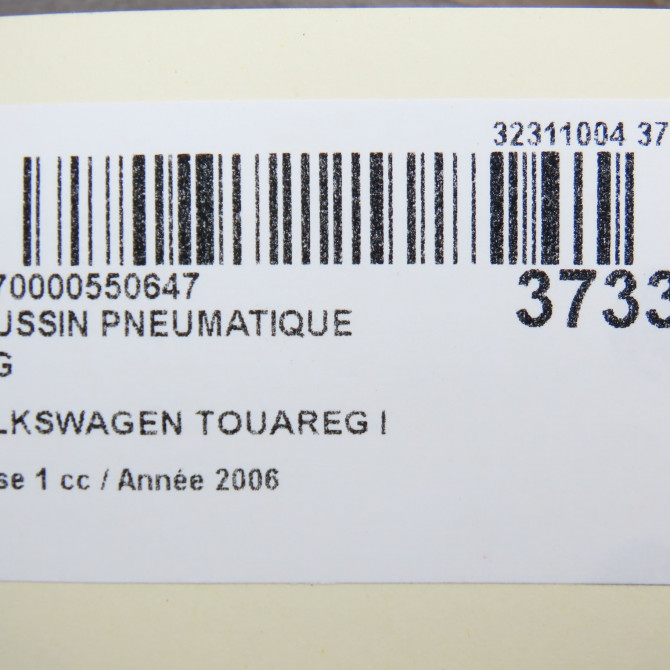 32311004 37
70000550647
3733
USSIN PNEUMATIQUE
G
LKSWAGEN TOUAREG I
se 1 cc / Année 2006